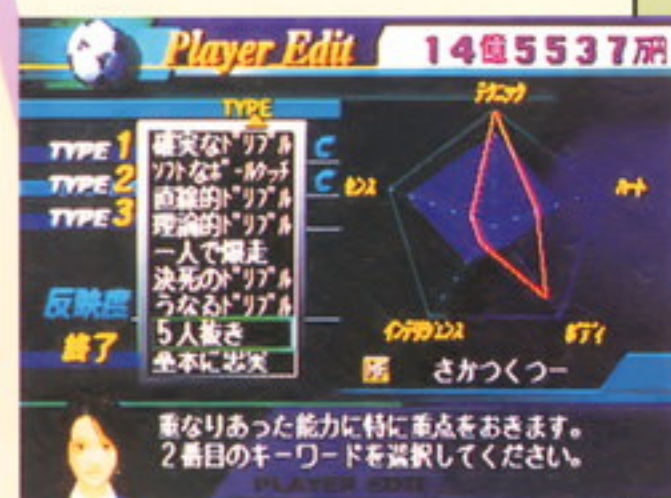 Player Edit
14億5537万円
TYPE
TYPE 1
TYPE 2
TYPE 3
反映度
終了
確実なドリブル
ソフトなボールタッチ
直線的ドリブル
理論的ドリブル
一人で爆走
決死のドリブル
うなるドリブル
5人抜き
基本に忠実
C
C
テクニック
センス
ハート
インテリジェンス
ボディ
さかつくつー
重なりあった能力に特に重点をおきます。
2番目のキーワードを選択してください。
PLAYER EDIT